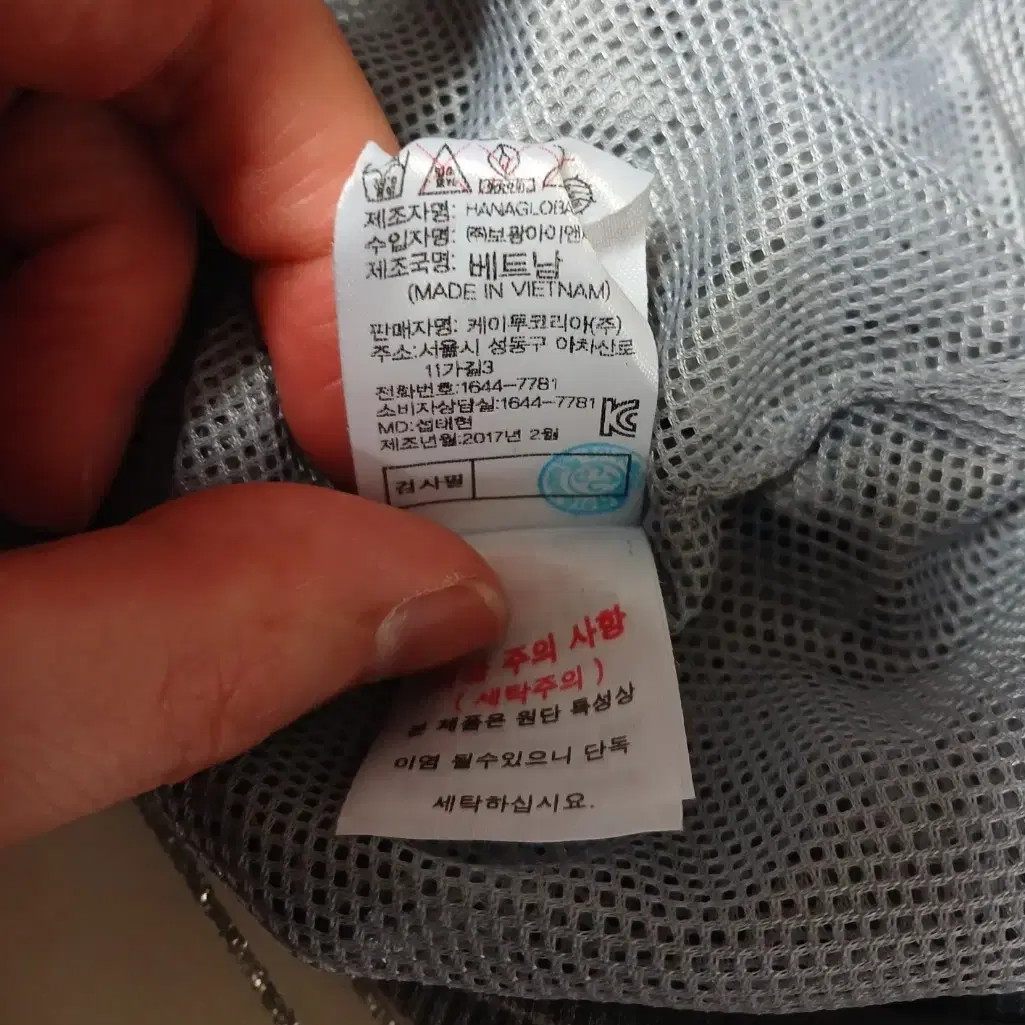 제조자명: HANAGLOBA
수입자명: (주)보광아이앤
제조국명: 베트남
(MADE IN VIETNAM)
판매자명: 케이투코리아(주)
주소:서울시 성동구 아차산로
11가길3
전화번호:1644-7781
소비자상담실:1644-7781
MD:섭태현
제조년월:2017년 2월
검사필
주의 사항
( 세탁주의 )
본 제품은 원단 특성상
이염 될수있으니 단독
세탁하십시요.